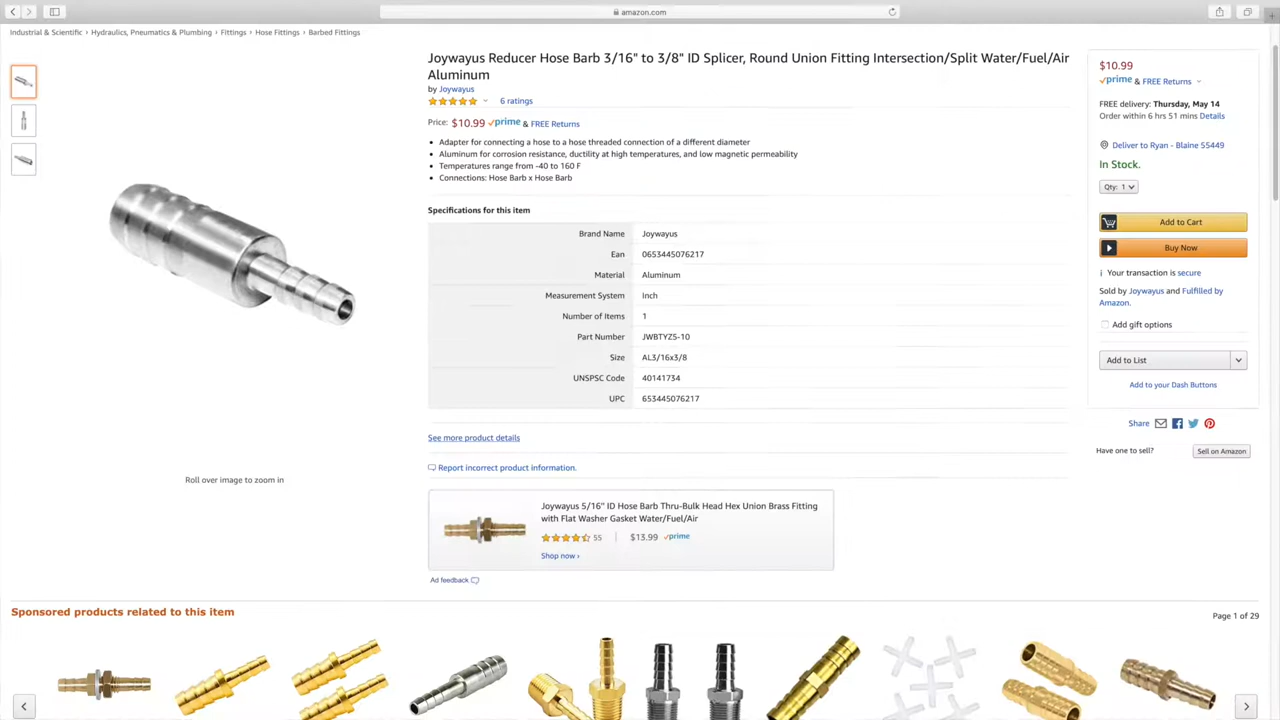 amazon.com
Industrial & Scientific › Hydraulics, Pneumatics & Plumbing › Fittings › Hose Fittings › Barbed Fittings
Joywayus Reducer Hose Barb 3/16" to 3/8" ID Splicer, Round Union Fitting Intersection/Split Water/Fuel/Air
Aluminum
by Joywayus
6 ratings
Price: $10.99 prime & FREE Returns
• Adapter for connecting a hose to a hose threaded connection of a different diameter
• Aluminum for corrosion resistance, ductility at high temperatures, and low magnetic permeability
• Temperatures range from -40 to 160 F
• Connections: Hose Barb x Hose Barb
Specifications for this item
Brand Name Joywayus
Ean 0653445076217
Material Aluminum
Measurement System Inch
Number of Items 1
Part Number JWBTYZ5-10
Size AL3/16x3/8
UNSPSC Code 40141734
UPC 653445076217
See more product details
Report incorrect product information.
Joywayus 5/16" ID Hose Barb Thru-Bulk Head Hex Union Brass Fitting
with Flat Washer Gasket Water/Fuel/Air
55 | $13.99 prime
Shop now ›
Ad feedback
Roll over image to zoom in
$10.99
prime & FREE Returns
FREE delivery: Thursday, May 14
Order within 6 hrs 51 mins Details
Deliver to Ryan - Blaine 55449
In Stock.
Qty: 1
Add to Cart
Buy Now
Your transaction is secure
Sold by Joywayus and Fulfilled by
Amazon.
Add gift options
Add to List
Add to your Dash Buttons
Share
Have one to sell? Sell on Amazon
Sponsored products related to this item
Page 1 of 29